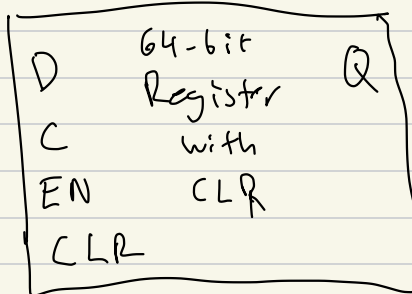 64-bit
D Register Q
C with
EN CLR
CLR